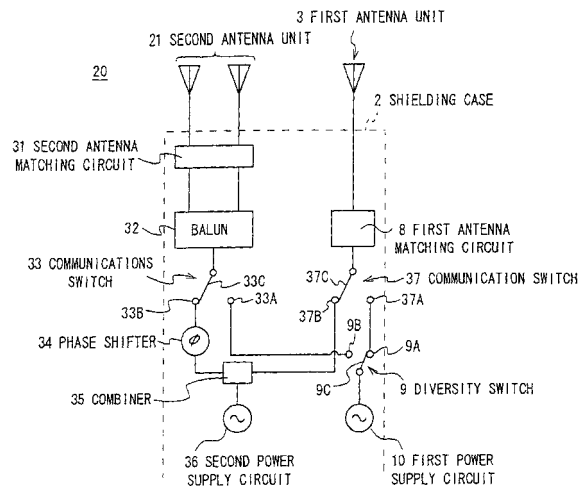 3 FIRST ANTENNA UNIT
21 SECOND ANTENNA UNIT
20
2 SHIELDING CASE
31 SECOND ANTENNA
MATCHING CIRCUIT
32
BALUN
8 FIRST ANTENNA
MATCHING CIRCUIT
33 COMMUNICATIONS
SWITCH
33C
37C
37 COMMUNICATION SWITCH
33B
33A
37B
37A
34 PHASE SHIFTER
ϕ
9B
9A
9C
9 DIVERSITY SWITCH
35 COMBINER
36 SECOND POWER
SUPPLY CIRCUIT
10 FIRST POWER
SUPPLY CIRCUIT